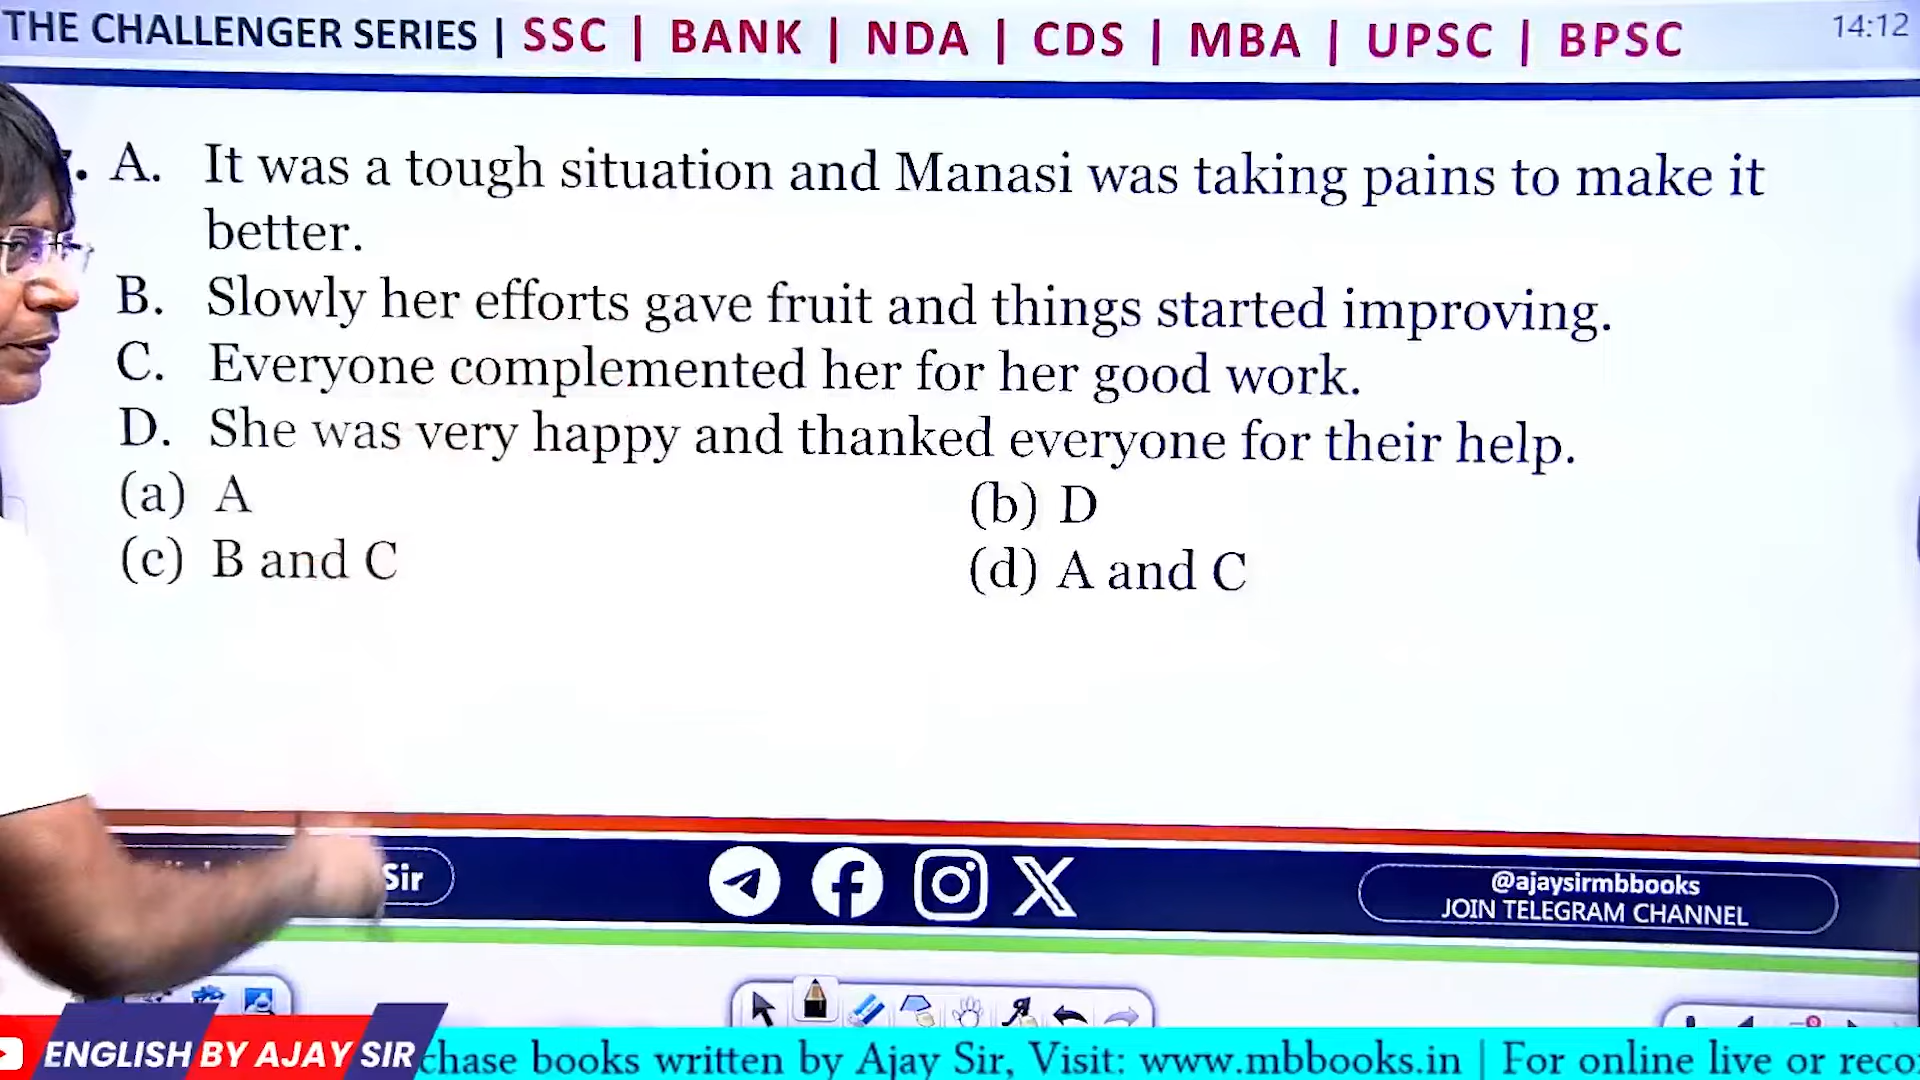 THE CHALLENGER SERIES | SSC | BANK | NDA | CDS | MBA | UPSC | BPSC
14:12
. A. It was a tough situation and Manasi was taking pains to make it
better.
B. Slowly her efforts gave fruit and things started improving.
C. Everyone complemented her for her good work.
D. She was very happy and thanked everyone for their help.
(a) A (b) D
(c) B and C (d) A and C
Sir
@ajaysirmbbooks
JOIN TELEGRAM CHANNEL
ENGLISH BY AJAY SIR
chase books written by Ajay Sir, Visit: www.mbbooks.in | For online live or reco